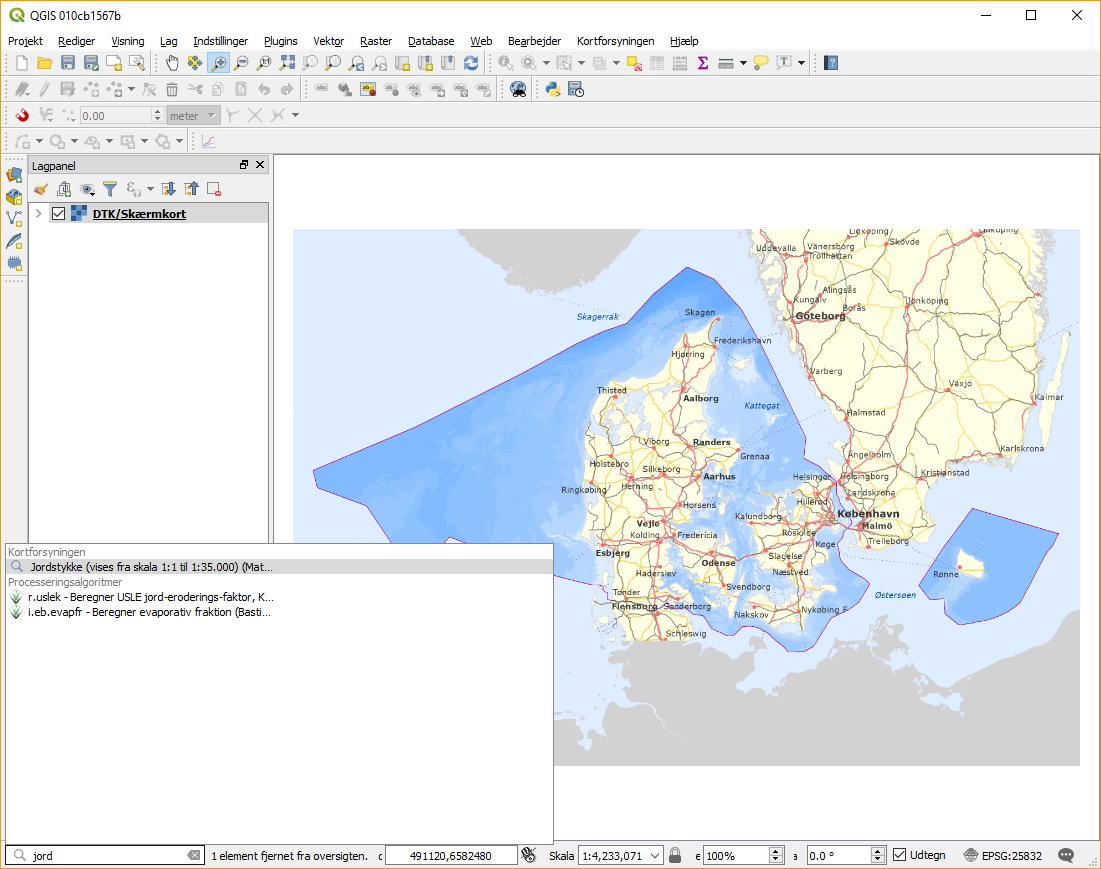 QGIS 010cb1567b
Projekt Rediger Visning Lag Indstillinger Plugins Vektor Raster Database Web Bearbejder Kortforsyningen Hjælp
0.00 meter
Lagpanel
DTK/Skærmkort
Uddevalla
Vänersborg
Trollhättan
Lidköping
Skövde
Alingsås
Kungälv
Borås
Jönköping
Göteborg
Skagerrak
Skagen
Frederikshavn
Hjørring
Varberg
Thisted
Aalborg
Kattegat
Växjö
Kalmar
Halmstad
Viborg
Randers
Grenaa
Ängelholm
Karlskrona
Holstebro
Silkeborg
Aarhus
Helsingør
Helsingborg
Kristianstad
Herning
Ringkøbing
Landskrona
Hillerød
Horsens
Kalundborg
København
Malmö
Vejle
Kolding
Fredericia
Roskilde
Trelleborg
Køge
Esbjerg
Slagelse
Odense
Næstved
Haderslev
Rønne
Tønder
Svendborg
Østersøen
Flensburg
Sønderborg
Nakskov
Nykøbing F
Schleswig
Kortforsyningen
Jordstykke (vises fra skala 1:1 til 1:35.000) (Mat...
Processeringsalgoritmer
r.uslek - Beregner USLE jord-eroderings-faktor, K...
i.eb.evapfr - Beregner evaporativ fraktion (Basti...
jord 1 element fjernet fra oversigten. 491120,6582480 Skala 1:4,233,071 100% 0.0 ° Udtegn EPSG:25832